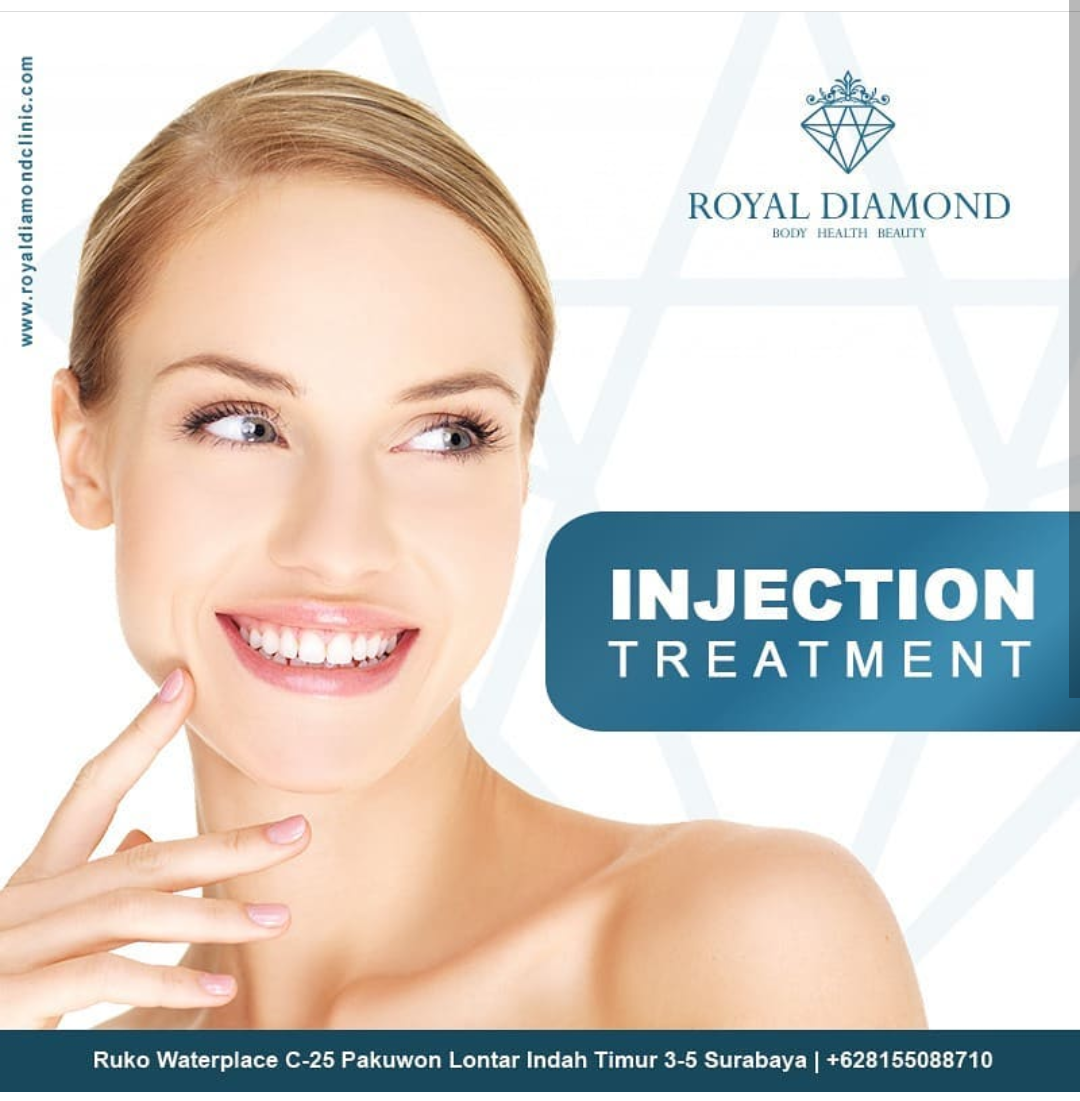 www.royaldiamondclinic.com
ROYAL DIAMOND
BODY HEALTH BEAUTY
INJECTION
TREATMENT
Ruko Waterplace C-25 Pakuwon Lontar Indah Timur 3-5 Surabaya | +628155088710